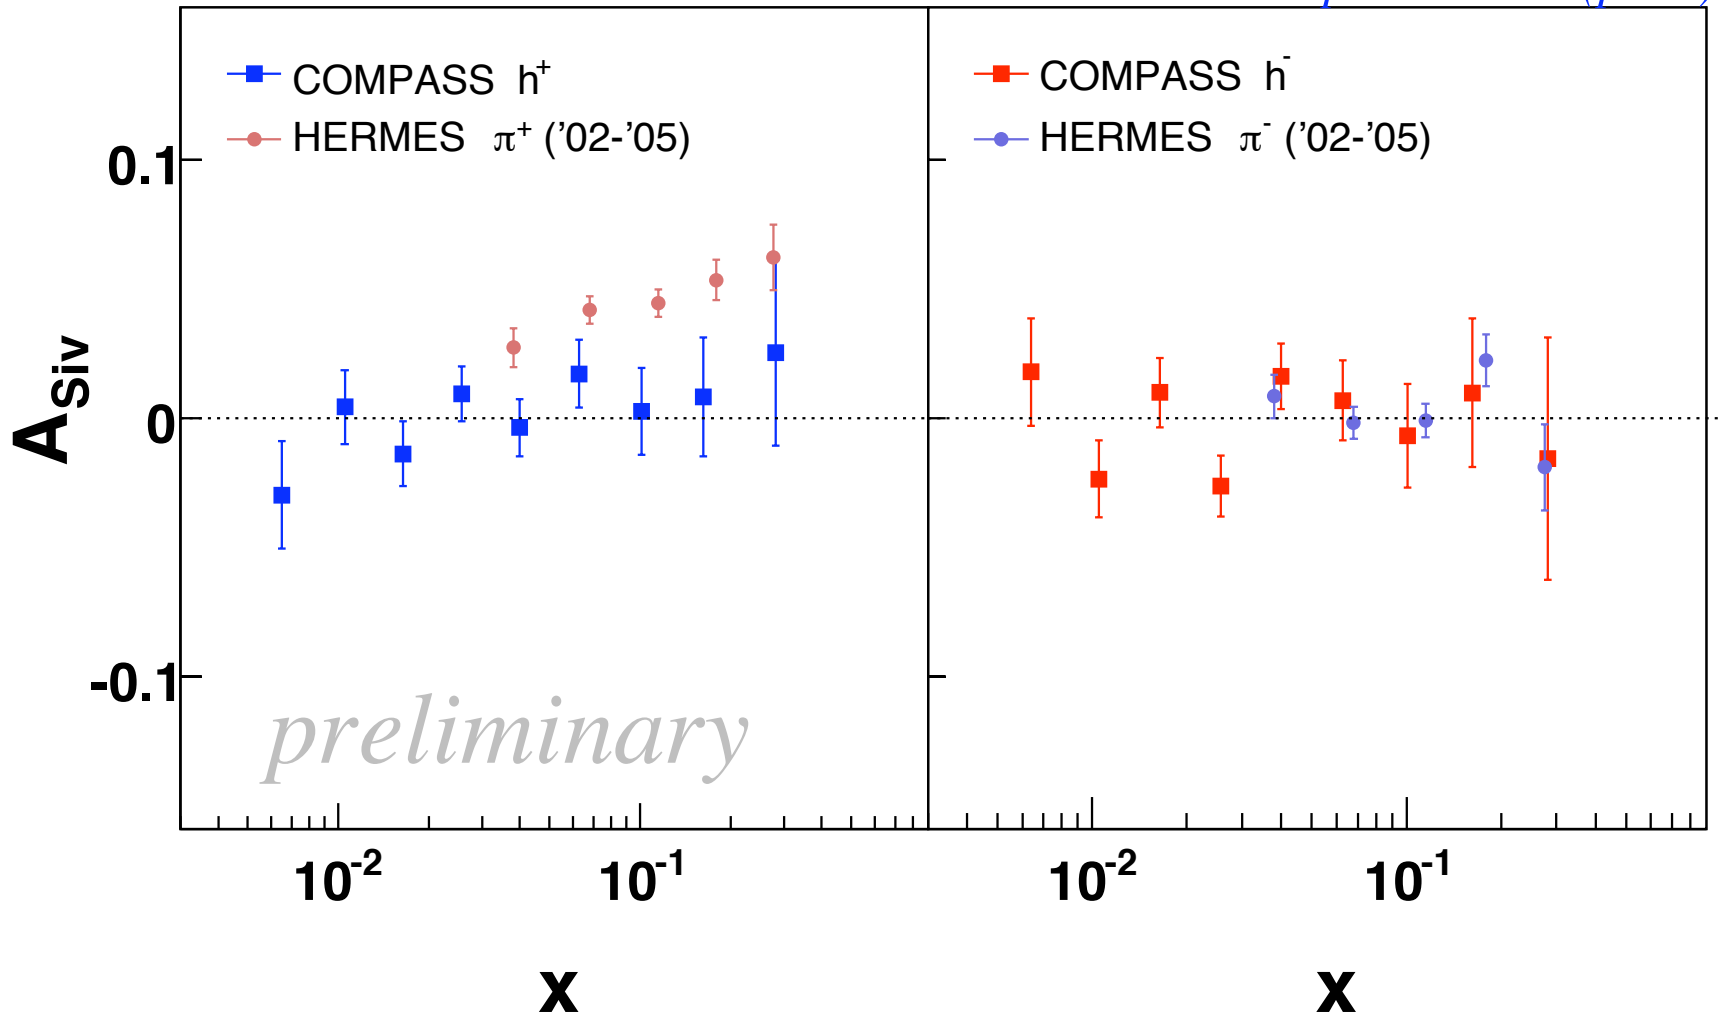 COMPASS h⁺
HERMES π⁺ ('02-'05)
COMPASS h⁻
HERMES π⁻ ('02-'05)
0.1
0
-0.1
A_Siv
preliminary
10⁻² 10⁻¹ 10⁻² 10⁻¹
x x